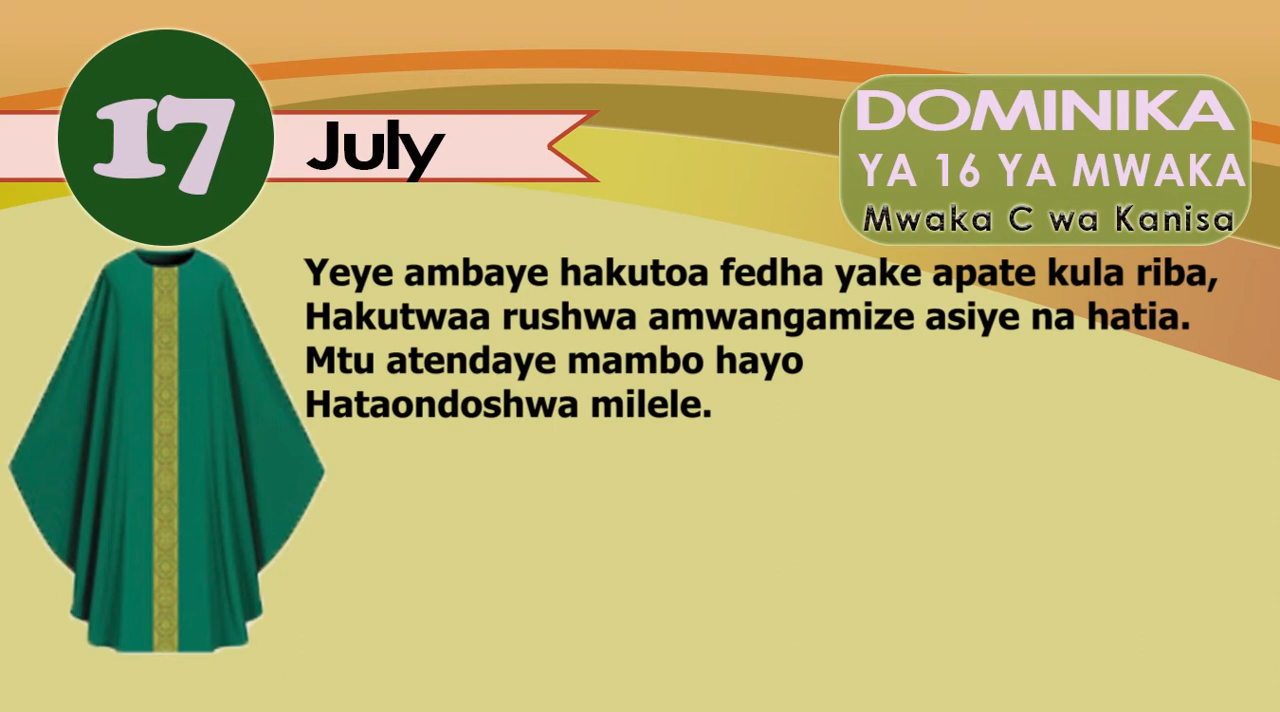 17
July
DOMINIKA
YA 16 YA MWAKA
Mwaka C wa Kanisa
Yeye ambaye hakutoa fedha yake apate kula riba,
Hakutwaa rushwa amwangamize asiye na hatia.
Mtu atendaye mambo hayo
Hataondoshwa milele.